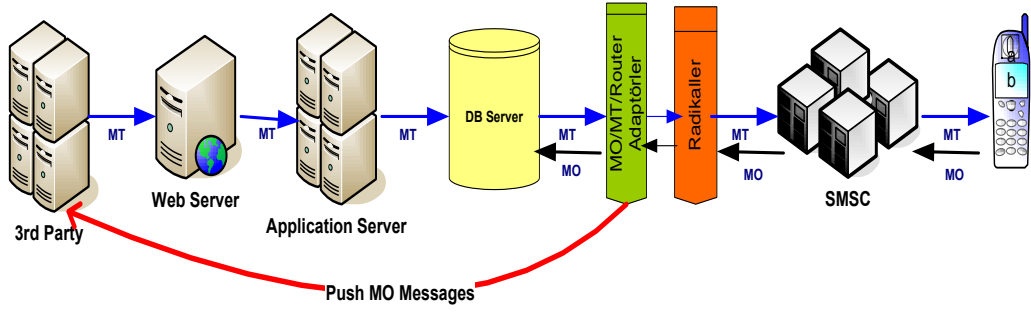 MT
MT
MT
MT
MT
MT
MO
MO
MO
DB Server
MO/MT/Router
Adaptörler
Radikaller
b
Web Server
Application Server
3rd Party
SMSC
Push MO Messages